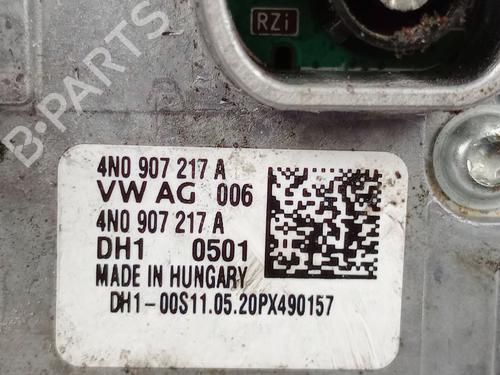 RZi
B-PARTS
4N0 907 217 A
VW AG 006
4N0 907 217 A
DH1 0501
MADE IN HUNGARY
DH1-00S11.05.20PX490157